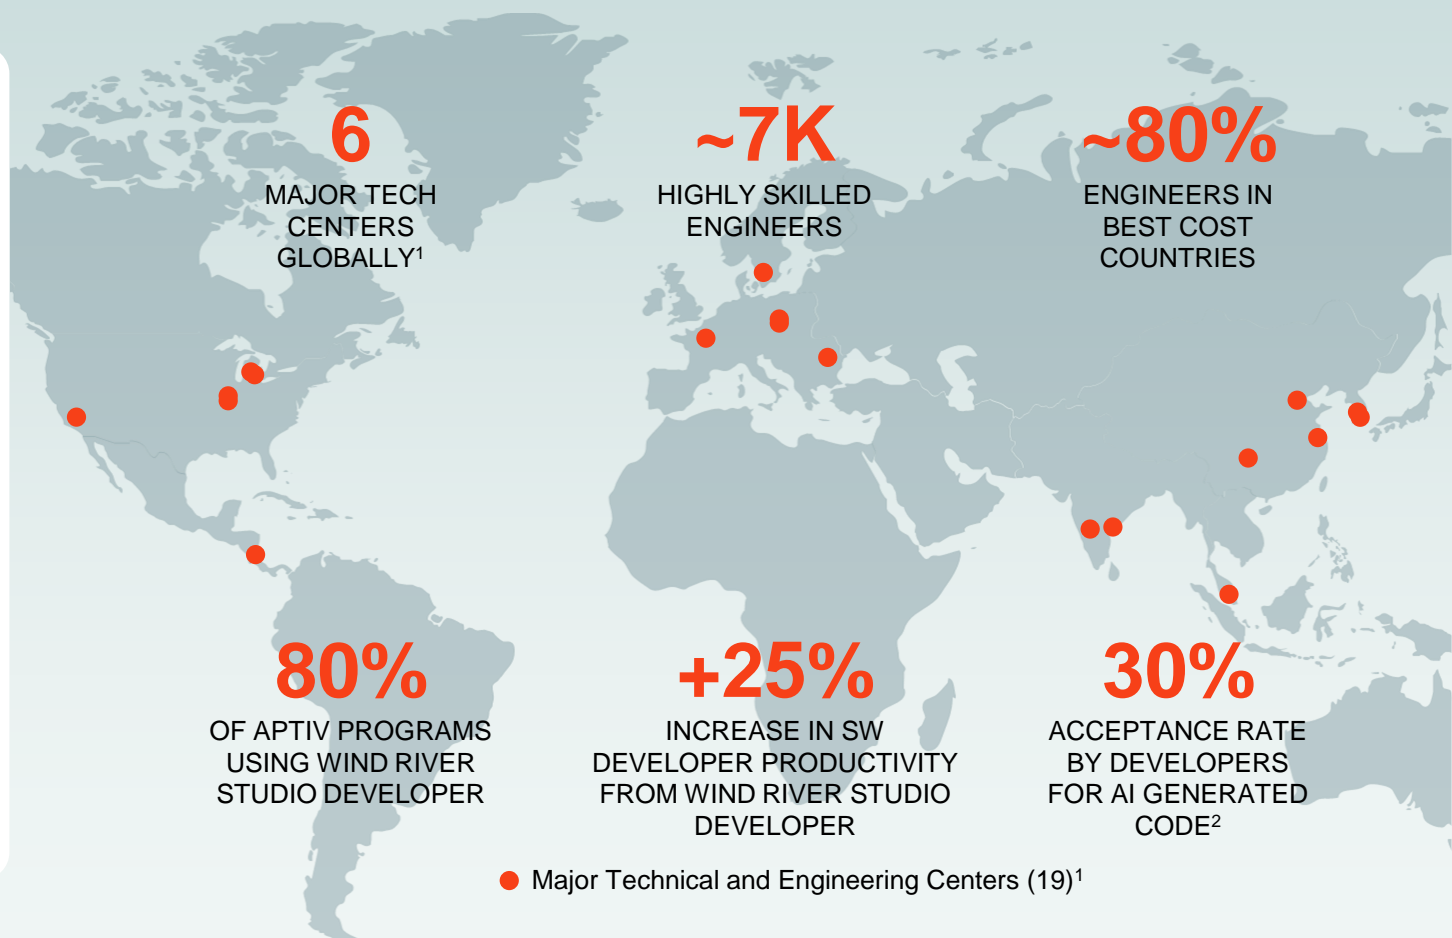 6
MAJOR TECH
CENTERS
GLOBALLY¹
~7K
HIGHLY SKILLED
ENGINEERS
~80%
ENGINEERS IN
BEST COST
COUNTRIES
80%
OF APTIV PROGRAMS
USING WIND RIVER
STUDIO DEVELOPER
+25%
INCREASE IN SW
DEVELOPER PRODUCTIVITY
FROM WIND RIVER STUDIO
DEVELOPER
30%
ACCEPTANCE RATE
BY DEVELOPERS
FOR AI GENERATED
CODE²
Major Technical and Engineering Centers (19)¹